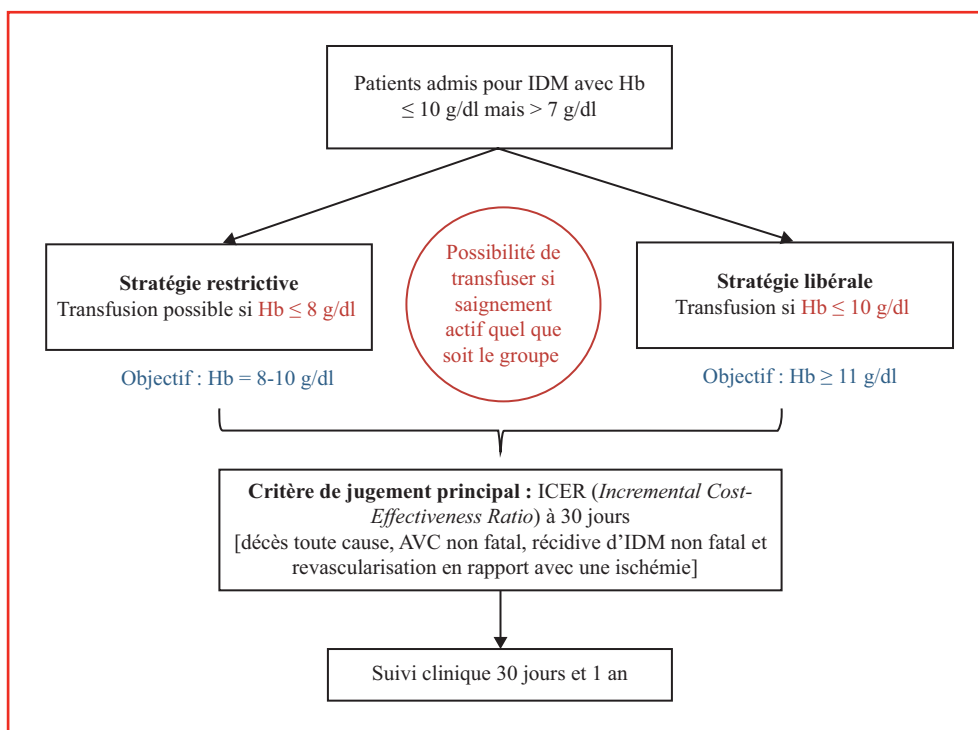 Patients admis pour IDM avec Hb
≤ 10 g/dl mais > 7 g/dl
Stratégie restrictive
Transfusion possible si Hb ≤ 8 g/dl
Objectif : Hb = 8-10 g/dl
Possibilité de
transfuser si
saignement
actif quel que
soit le groupe
Stratégie libérale
Transfusion si Hb ≤ 10 g/dl
Objectif : Hb ≥ 11 g/dl
Critère de jugement principal : ICER (Incremental Cost-
Effectiveness Ratio) à 30 jours
[décès toute cause, AVC non fatal, récidive d’IDM non fatal et
revascularisation en rapport avec une ischémie]
Suivi clinique 30 jours et 1 an